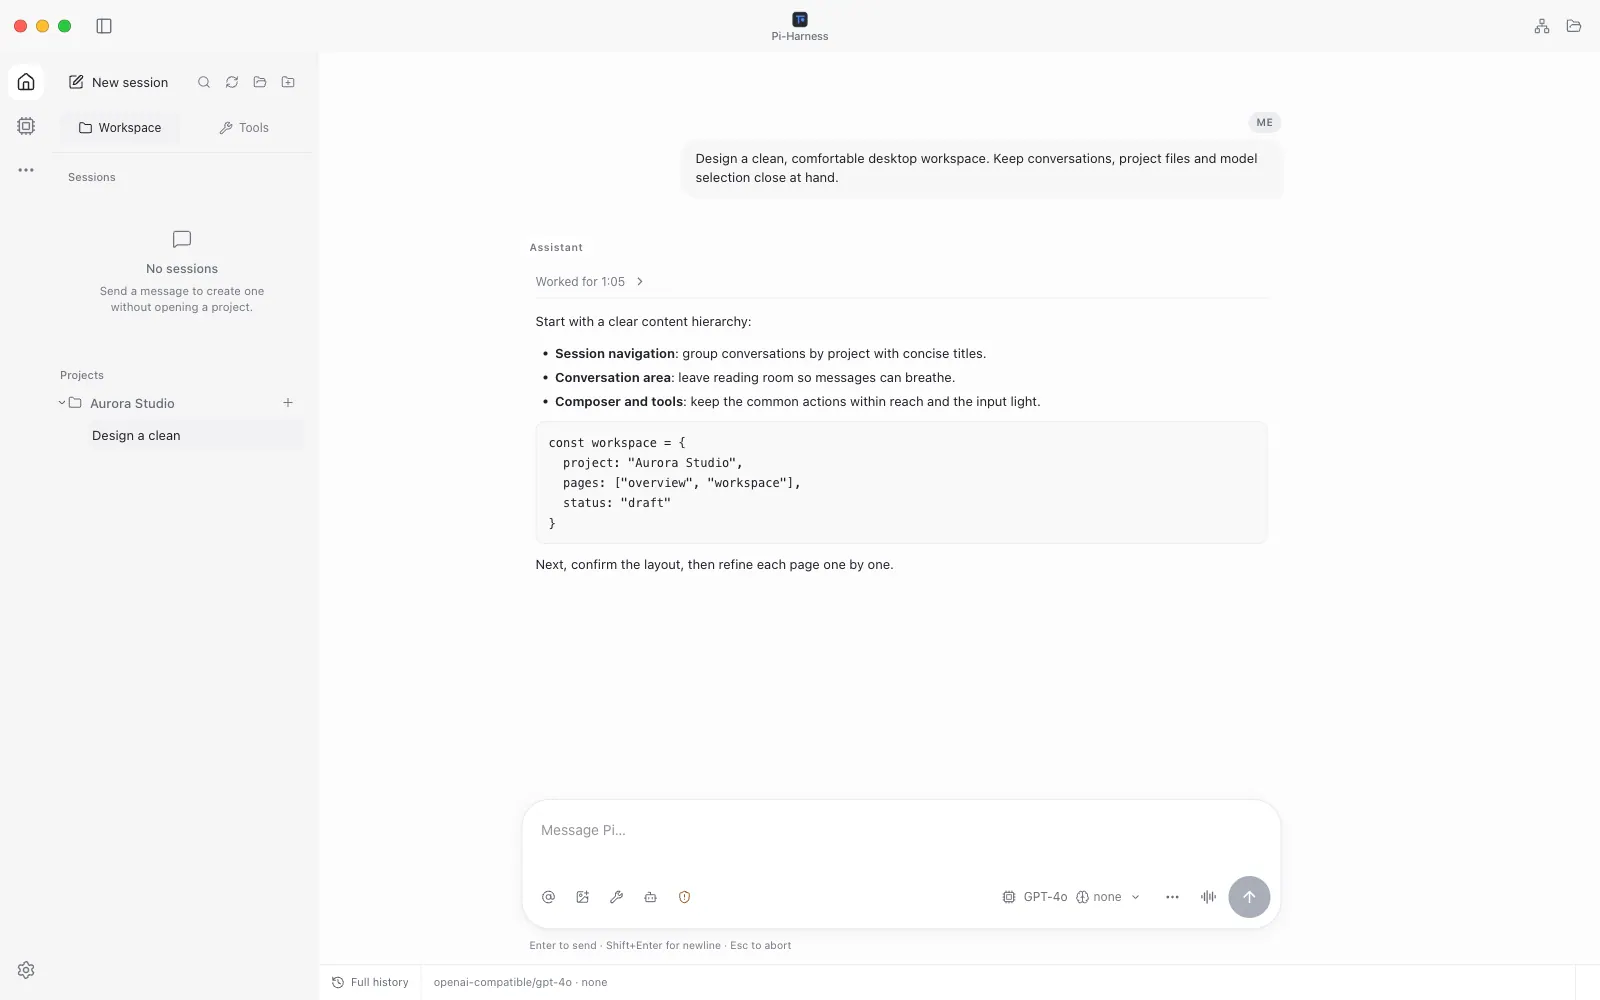 Pi-Harness
New session
Workspace
Tools
Sessions
No sessions
Send a message to create one
without opening a project.
Projects
Aurora Studio
Design a clean
ME
Design a clean, comfortable desktop workspace. Keep conversations, project files and model
selection close at hand.
Assistant
Worked for 1:05
Start with a clear content hierarchy:
• Session navigation: group conversations by project with concise titles.
• Conversation area: leave reading room so messages can breathe.
• Composer and tools: keep the common actions within reach and the input light.
const workspace = {
  project: "Aurora Studio",
  pages: ["overview", "workspace"],
  status: "draft"
}
Next, confirm the layout, then refine each page one by one.
Message Pi...
GPT-4o
none
Enter to send · Shift+Enter for newline · Esc to abort
Full history
openai-compatible/gpt-4o · none